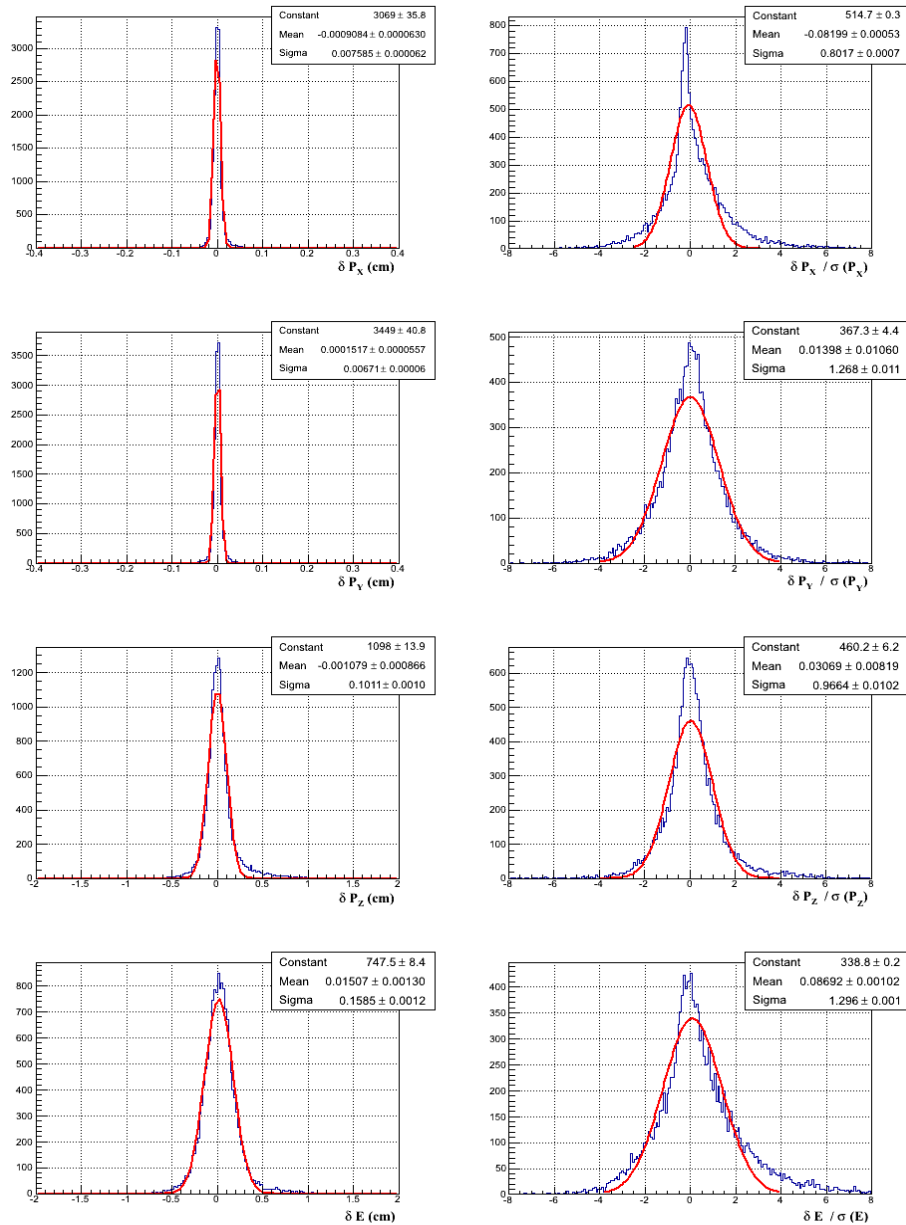 Constant 3069 ± 35.8
Mean -0.0009084 ± 0.0000630
Sigma 0.007585 ± 0.000062
3000
2500
2000
1500
1000
500
0
-0.4 -0.3 -0.2 -0.1 0 0.1 0.2 0.3 0.4
δ P_X (cm)
Constant 514.7 ± 0.3
Mean -0.08199 ± 0.00053
Sigma 0.8017 ± 0.0007
800
700
600
500
400
300
200
100
0
-8 -6 -4 -2 0 2 4 6 8
δ P_X / σ (P_X)
Constant 3449 ± 40.8
Mean 0.0001517 ± 0.0000557
Sigma 0.00671 ± 0.00006
3500
3000
2500
2000
1500
1000
500
0
-0.4 -0.3 -0.2 -0.1 0 0.1 0.2 0.3 0.4
δ P_Y (cm)
Constant 367.3 ± 4.4
Mean 0.01398 ± 0.01060
Sigma 1.268 ± 0.011
500
400
300
200
100
0
-8 -6 -4 -2 0 2 4 6 8
δ P_Y / σ (P_Y)
Constant 1098 ± 13.9
Mean -0.001079 ± 0.000866
Sigma 0.1011± 0.0010
1200
1000
800
600
400
200
0
-2 -1.5 -1 -0.5 0 0.5 1 1.5 2
δ P_Z (cm)
Constant 460.2 ± 6.2
Mean 0.03069 ± 0.00819
Sigma 0.9664 ± 0.0102
600
500
400
300
200
100
0
-8 -6 -4 -2 0 2 4 6 8
δ P_Z / σ (P_Z)
Constant 747.5 ± 8.4
Mean 0.01507 ± 0.00130
Sigma 0.1585 ± 0.0012
800
700
600
500
400
300
200
100
0
-2 -1.5 -1 -0.5 0 0.5 1 1.5 2
δ E (cm)
Constant 338.8 ± 0.2
Mean 0.08692 ± 0.00102
Sigma 1.296 ± 0.001
400
350
300
250
200
150
100
50
0
-8 -6 -4 -2 0 2 4 6 8
δ E / σ (E)